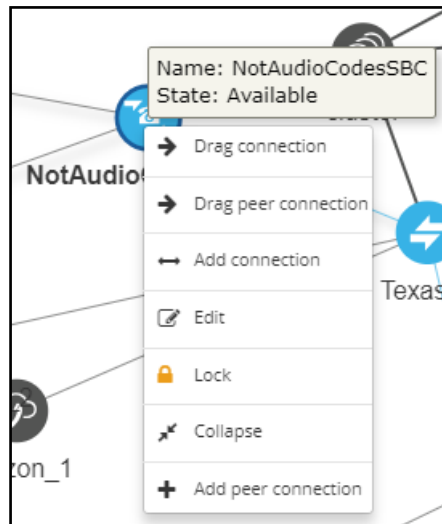 Name: NotAudioCodesSBC
State: Available
Drag connection
NotAudio
Drag peer connection
Add connection
Texas
Edit
Lock
Collapse
zon_1
Add peer connection